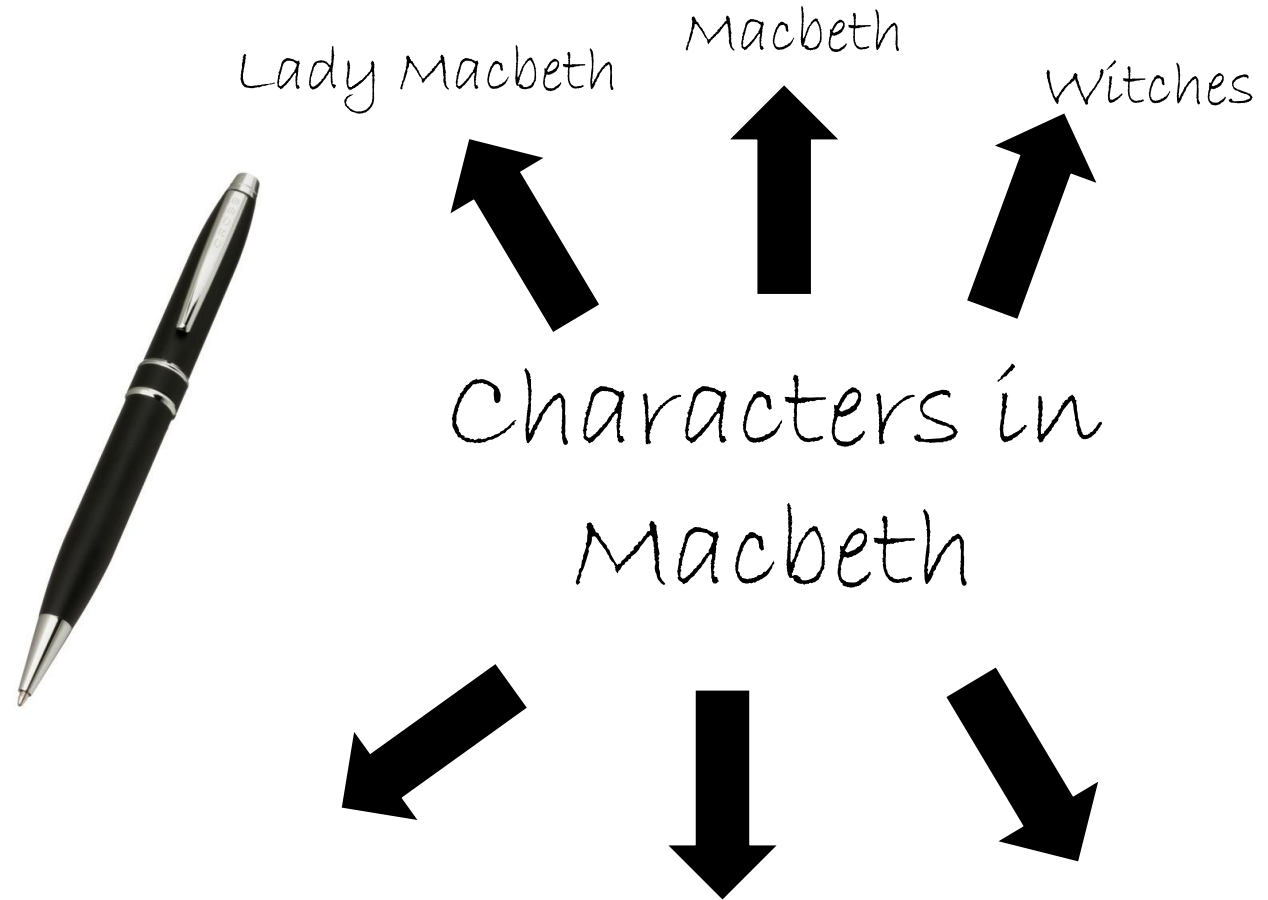 Macbeth
Lady Macbeth
Witches
Characters in
Macbeth